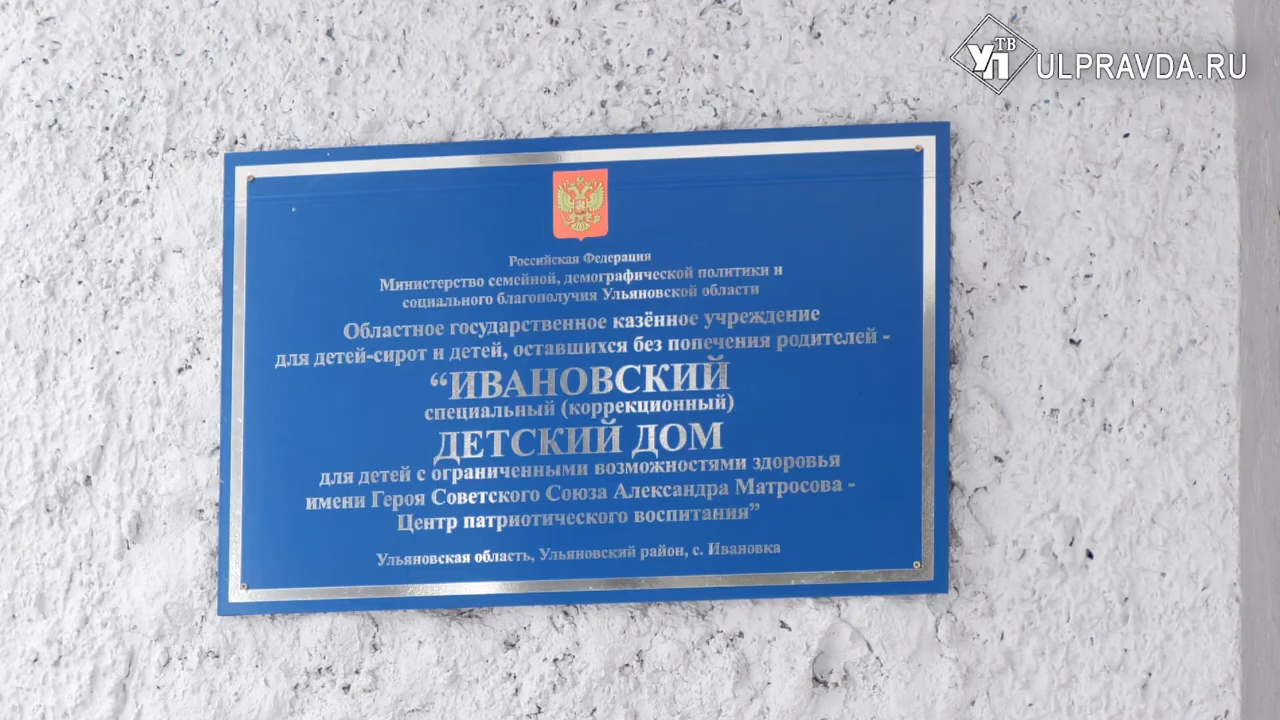 УП ТВ ULPRAVDA.RU
Российская Федерация
Министерство семейной, демографической политики и
социального благополучия Ульяновской области
Областное государственное казённое учреждение
для детей-сирот и детей, оставшихся без попечения родителей -
“ИВАНОВСКИЙ
специальный (коррекционный)
ДЕТСКИЙ ДОМ
для детей с ограниченными возможностями здоровья
имени Героя Советского Союза Александра Матросова -
Центр патриотического воспитания”
Ульяновская область, Ульяновский район, с. Ивановка